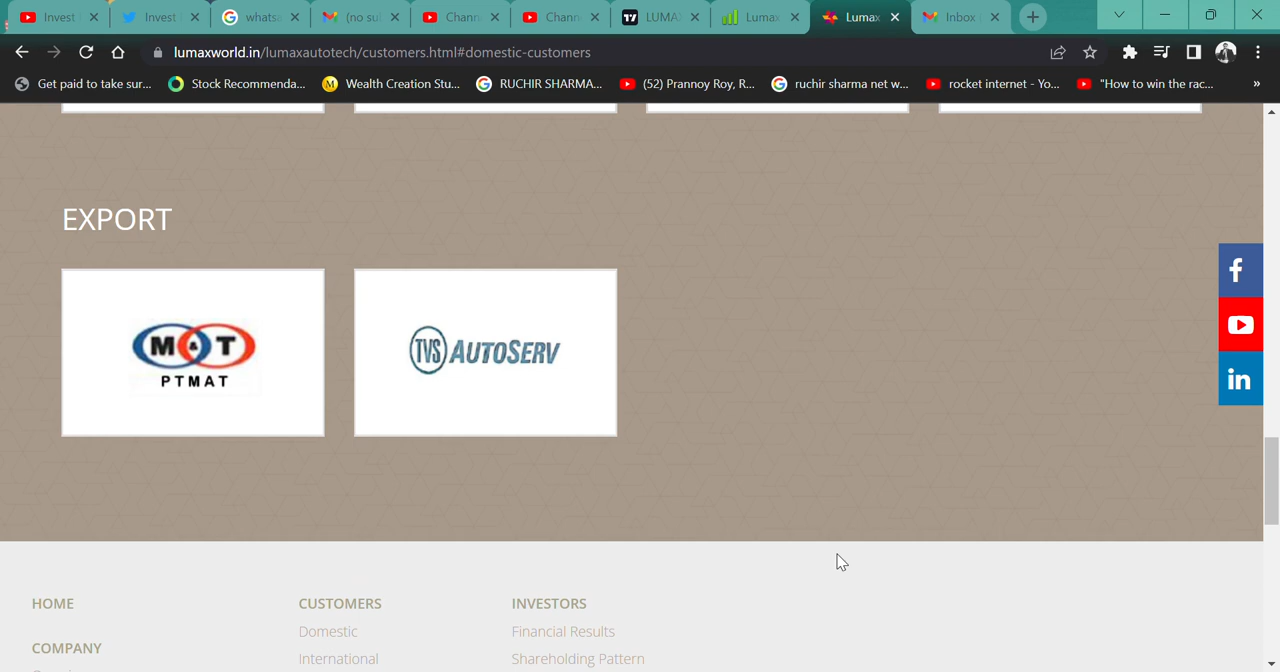 Invest
Invest
whatsa
(no su
Chann
Chann
LUMA
Lumax
Lumax
Inbox
lumaxworld.in/lumaxautotech/customers.html#domestic-customers
Get paid to take sur...
Stock Recommenda...
M
Wealth Creation Stu...
RUCHIR SHARMA...
(52) Prannoy Roy, R...
ruchir sharma net w...
rocket internet - Yo...
"How to win the rac...
»
EXPORT
M&T
PTMAT
TVS AUTOSERV
f
in
HOME
CUSTOMERS
INVESTORS
Domestic
Financial Results
COMPANY
International
Shareholding Pattern